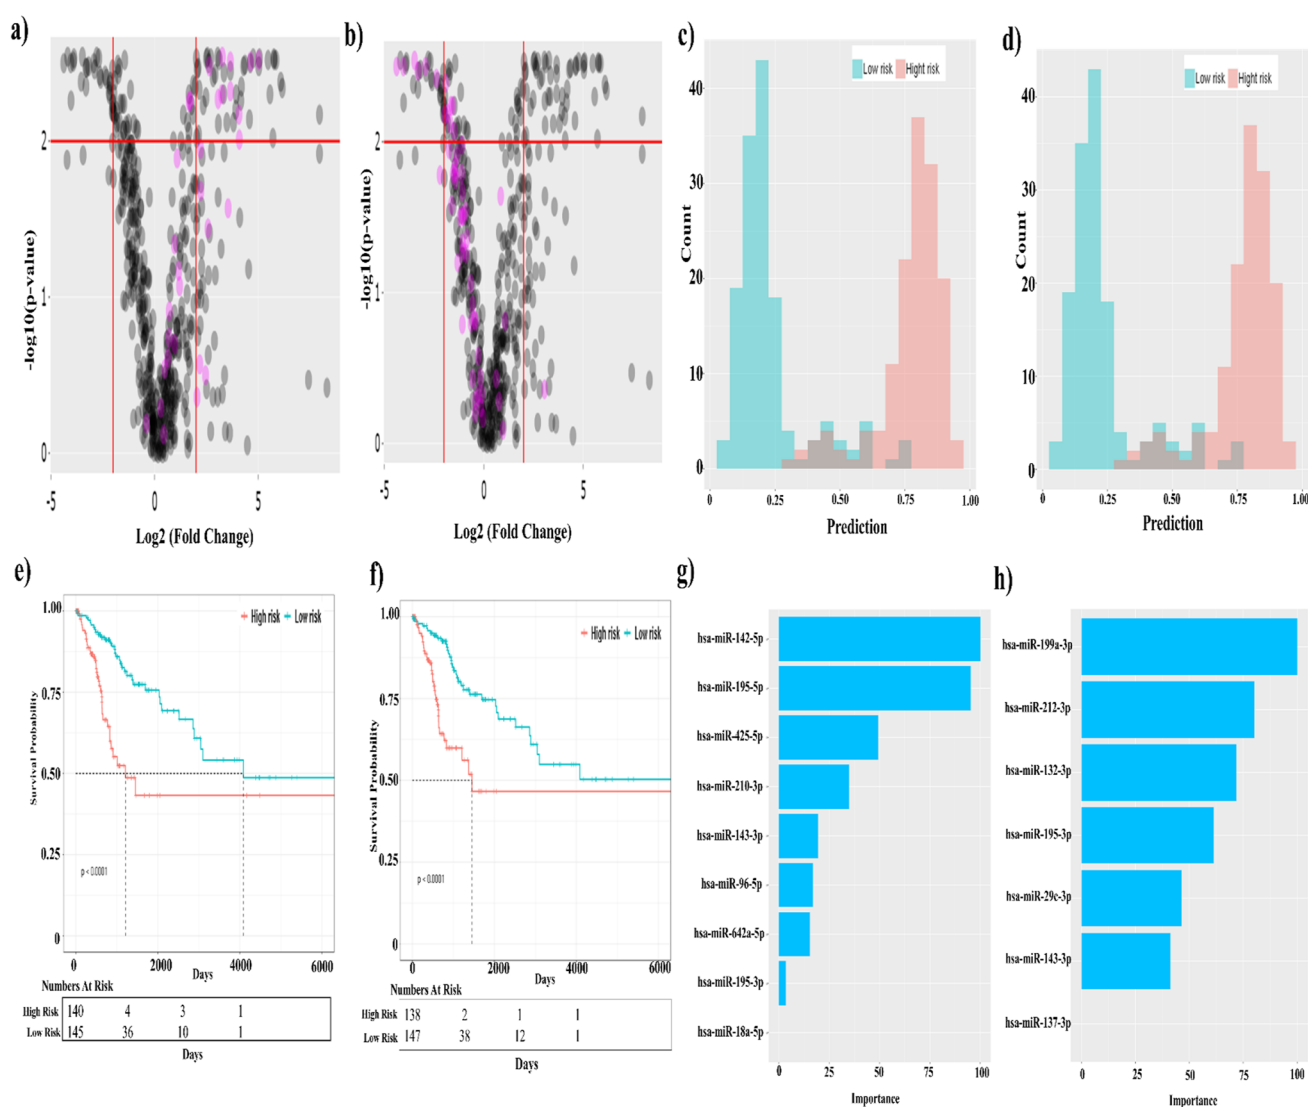 a)
-log10(p-value)
2
1
0
-5
0
5
Log2 (Fold Change)
b)
-log10(p-value)
2
1
0
-5
0
5
Log2 (Fold Change)
c)
Low risk
Hight risk
Count
40
30
20
10
0
0
0.25
0.50
0.75
1.00
Prediction
d)
Low risk
Hight risk
Count
40
30
20
10
0
0
0.25
0.50
0.75
1.00
Prediction
e)
High risk Low risk
Survival Probability
1.00
0.75
0.50
0.25
0
p < 0.0001
0 2000 4000 6000
Days
Numbers At Risk
High Risk 140 4 3 1
Low Risk 145 36 10 1
Days
f)
High risk Low risk
Survival Probability
1.00
0.75
0.50
0.25
0
p < 0.0001
0 2000 4000 6000
Days
Numbers At Risk
High Risk 138 2 1 1
Low Risk 147 38 12 1
Days
g)
hsa-miR-142-5p
hsa-miR-195-5p
hsa-miR-425-5p
hsa-miR-210-3p
hsa-miR-143-3p
hsa-miR-96-5p
hsa-miR-642a-5p
hsa-miR-195-3p
hsa-miR-18a-5p
0 25 50 75 100
Importance
h)
hsa-miR-199a-3p
hsa-miR-212-3p
hsa-miR-132-3p
hsa-miR-195-3p
hsa-miR-29c-3p
hsa-miR-143-3p
hsa-miR-137-3p
0 25 50 75 100
Importance